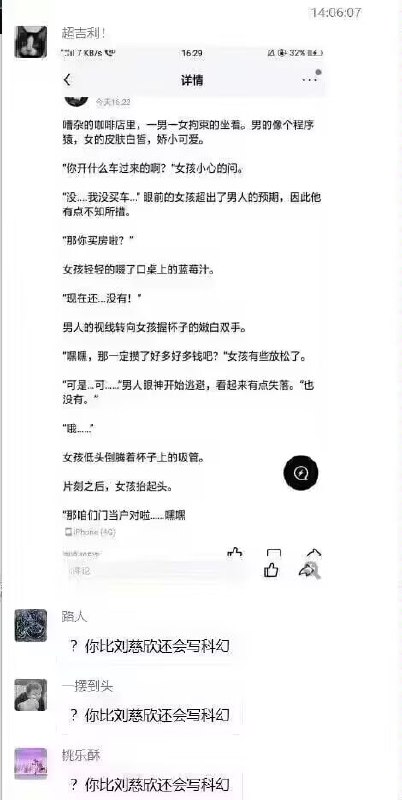 14:06:07
超吉利!
7 KB/s
16:29
32%
详情
今天16:22
嘈杂的咖啡店里，一男一女拘束的坐着。男的像个程序
猿，女的皮肤白皙，娇小可爱。
“你开什么车过来的啊？”女孩小心的问。
“没....我没买车...” 眼前的女孩超出了男人的预期，因此他
有点不知所措。
“那你买房啦？”
女孩轻轻的啜了口桌上的蓝莓汁。
“现在还...没有！”
男人的视线转向女孩握杯子的嫩白双手。
“嘿嘿，那一定攒了好多好多钱吧？”女孩有些放松了。
“可是...可.....”男人眼神开始逃避，看起来有点失落。“也
没有。”
“哦.....”
女孩低头倒腾着杯子上的吸管。
片刻之后，女孩抬起头。
“那咱们门当户对啦.....嘿嘿
iPhone (4G)
评论
路人
？你比刘慈欣还会写科幻
一摆到头
？你比刘慈欣还会写科幻
桃乐酥
？你比刘慈欣还会写科幻